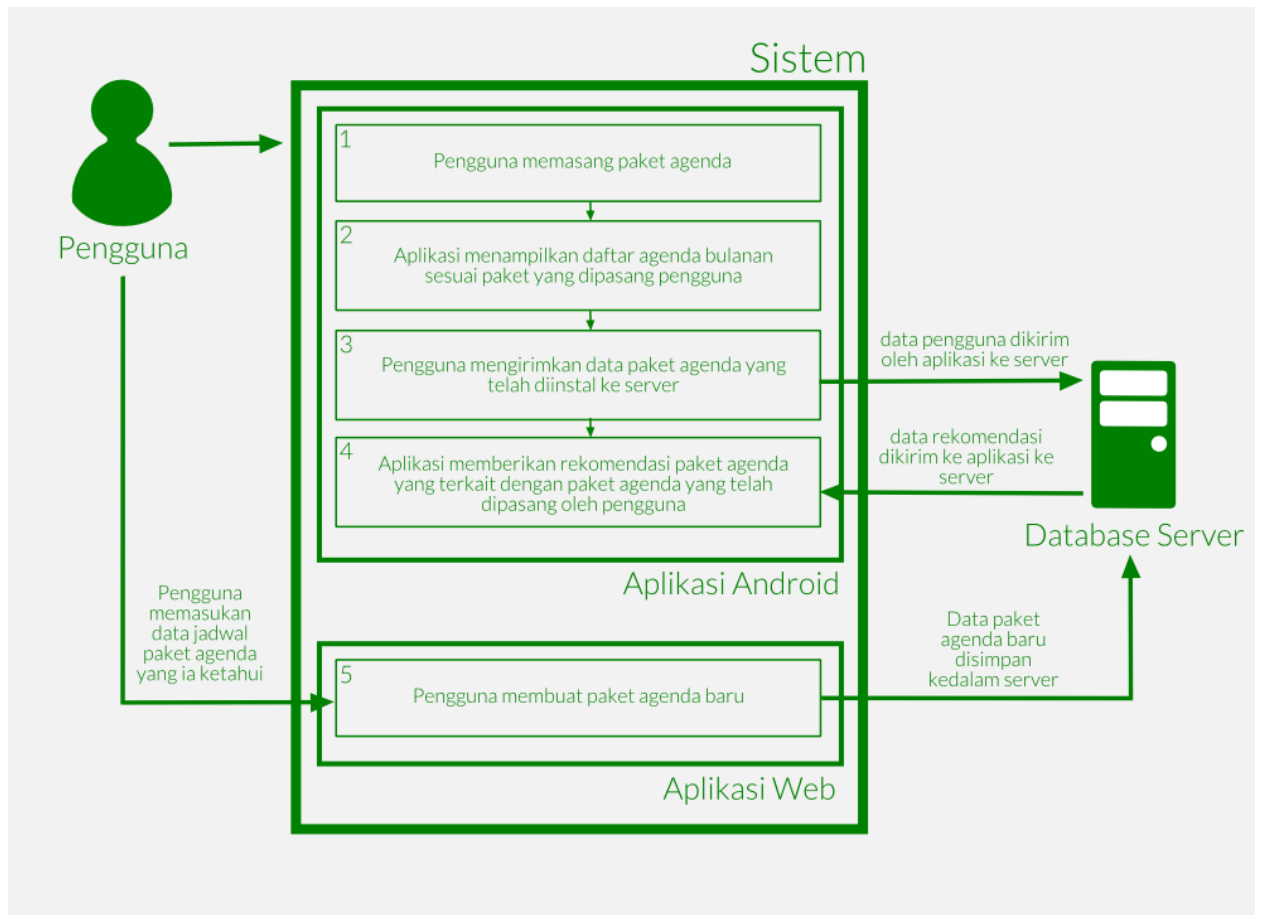 Sistem
Pengguna
1
Pengguna memasang paket agenda
2
Aplikasi menampilkan daftar agenda bulanan
sesuai paket yang dipasang pengguna
3
Pengguna mengirimkan data paket agenda yang
telah diinstal ke server
data pengguna dikirim
oleh aplikasi ke server
4
Aplikasi memberikan rekomendasi paket agenda
yang terkait dengan paket agenda yang telah
dipasang oleh pengguna
data rekomendasi
dikirim ke aplikasi ke
server
Database Server
Aplikasi Android
Pengguna
memasukan
data jadwal
paket agenda
yang ia ketahui
5
Pengguna membuat paket agenda baru
Data paket
agenda baru
disimpan
kedalam server
Aplikasi Web